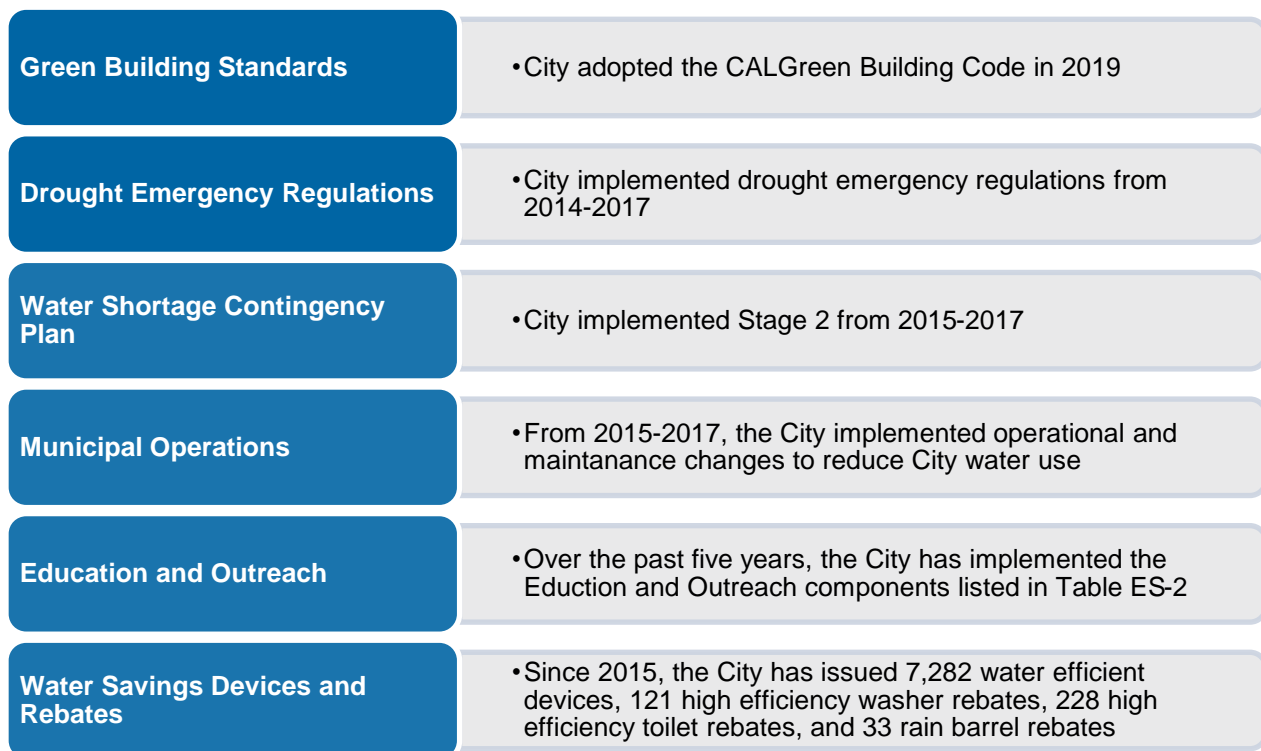 Green Building Standards
•City adopted the CALGreen Building Code in 2019
Drought Emergency Regulations
•City implemented drought emergency regulations from
2014-2017
Water Shortage Contingency
Plan
•City implemented Stage 2 from 2015-2017
Municipal Operations
•From 2015-2017, the City implemented operational and
maintanance changes to reduce City water use
Education and Outreach
•Over the past five years, the City has implemented the
Eduction and Outreach components listed in Table ES-2
Water Savings Devices and
Rebates
•Since 2015, the City has issued 7,282 water efficient
devices, 121 high efficiency washer rebates, 228 high
efficiency toilet rebates, and 33 rain barrel rebates